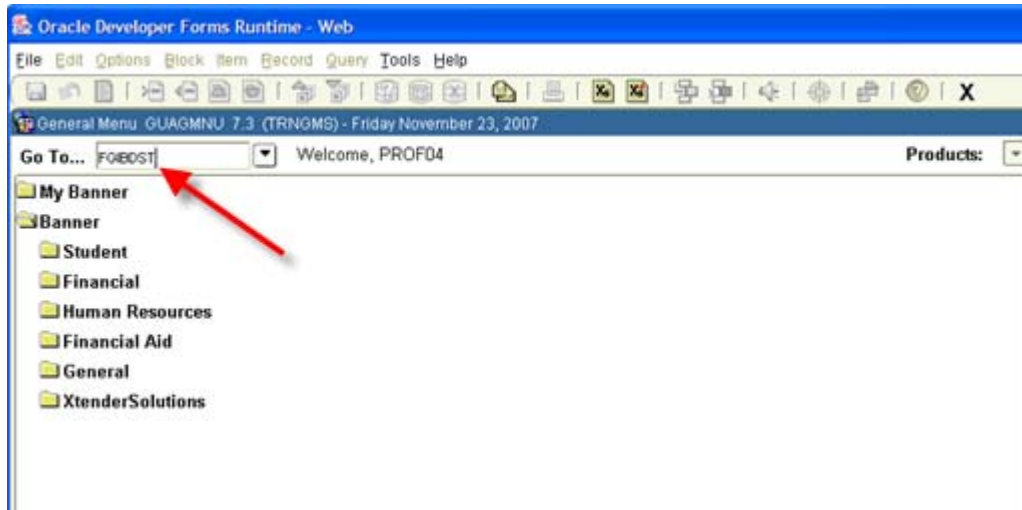 Oracle Developer Forms Runtime - Web
File Edit Options Block Item Record Query Tools Help
X
General Menu GUAGMNU 7.3 (TRNGMS) - Friday November 23, 2007
Go To... FGIBDST Welcome, PROF04 Products:
My Banner
Banner
Student
Financial
Human Resources
Financial Aid
General
XtenderSolutions